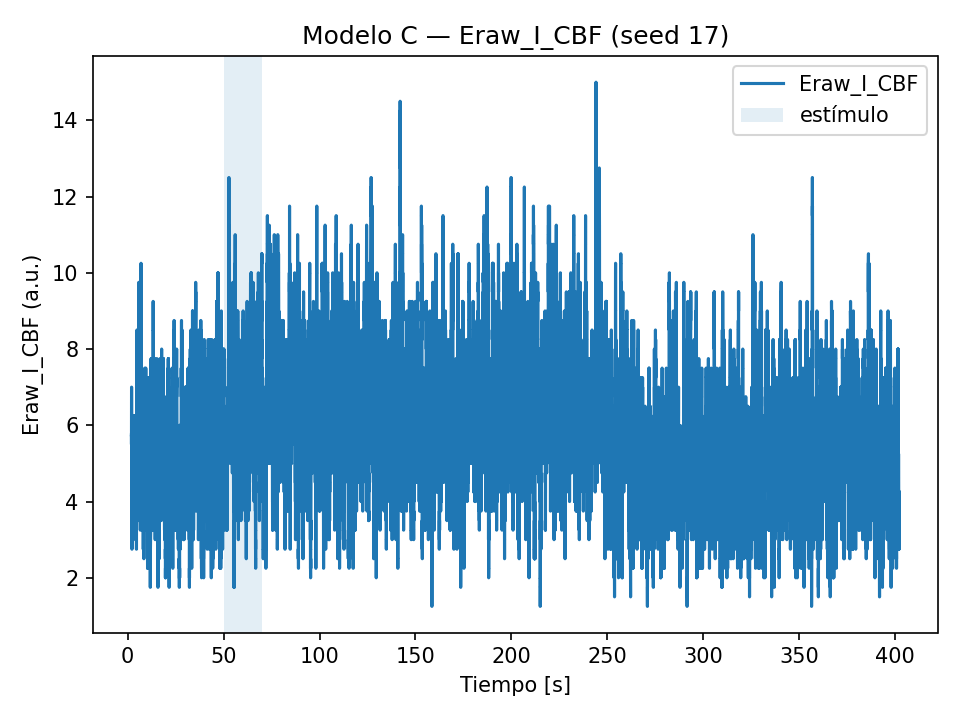 Modelo C — Eraw_I_CBF (seed 17)
Eraw_I_CBF
estímulo
Eraw_I_CBF (a.u.)
14
12
10
8
6
4
2
0 50 100 150 200 250 300 350 400
Tiempo [s]